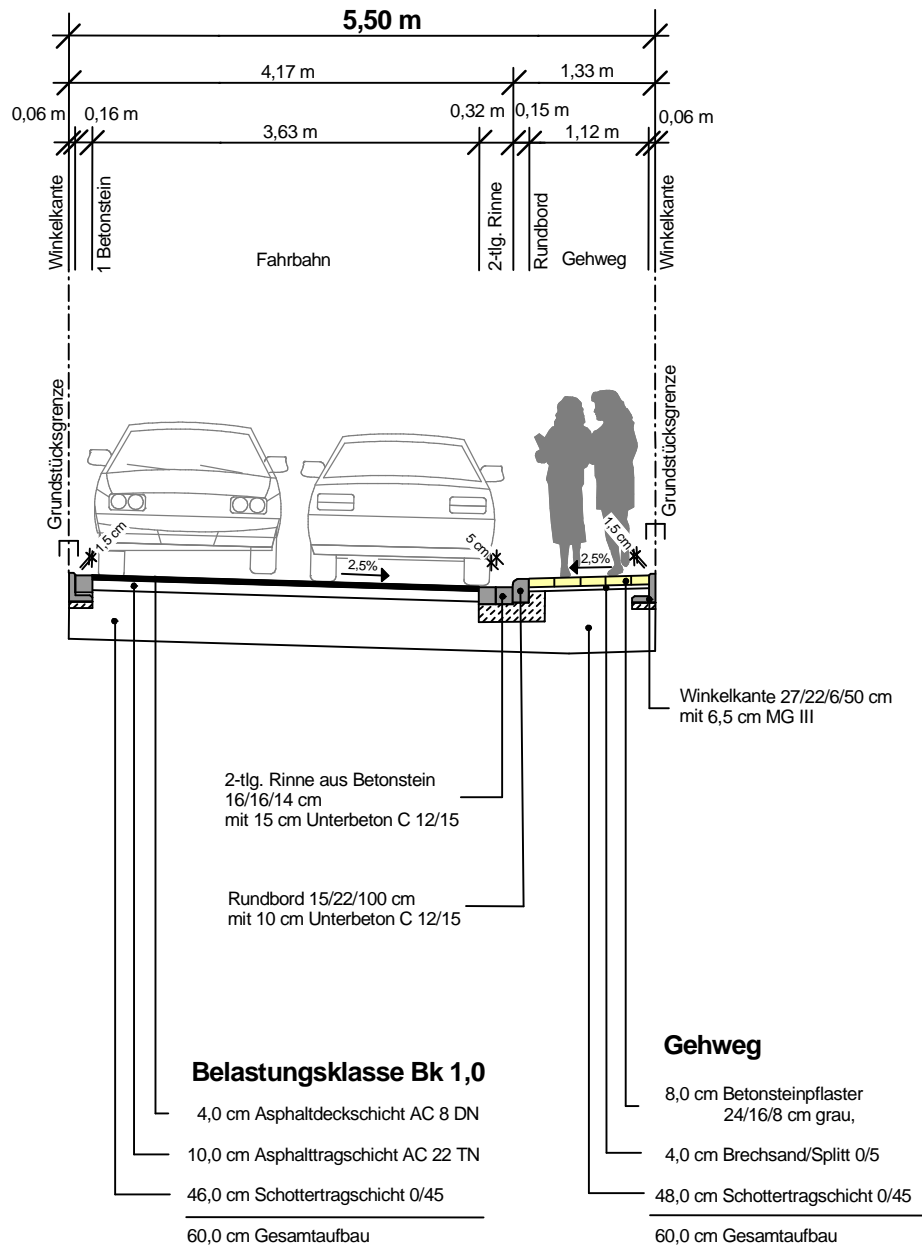 5,50 m
4,17 m
1,33 m
0,06 m
0,16 m
0,32 m
0,15 m
0,06 m
3,63 m
1,12 m
Winkelkante
1 Betonstein
Fahrbahn
2-tlg. Rinne
Rundbord
Gehweg
Winkelkante
Grundstücksgrenze
Grundstücksgrenze
1,5 cm
2,5%
5 cm
2,5%
1,5 cm
Winkelkante 27/22/6/50 cm
mit 6,5 cm MG III
2-tlg. Rinne aus Betonstein
16/16/14 cm
mit 15 cm Unterbeton C 12/15
Rundbord 15/22/100 cm
mit 10 cm Unterbeton C 12/15
Belastungsklasse Bk 1,0
4,0 cm Asphaltdeckschicht AC 8 DN
10,0 cm Asphalttragschicht AC 22 TN
46,0 cm Schottertragschicht 0/45
60,0 cm Gesamtaufbau
Gehweg
8,0 cm Betonsteinpflaster
24/16/8 cm grau,
4,0 cm Brechsand/Splitt 0/5
48,0 cm Schottertragschicht 0/45
60,0 cm Gesamtaufbau